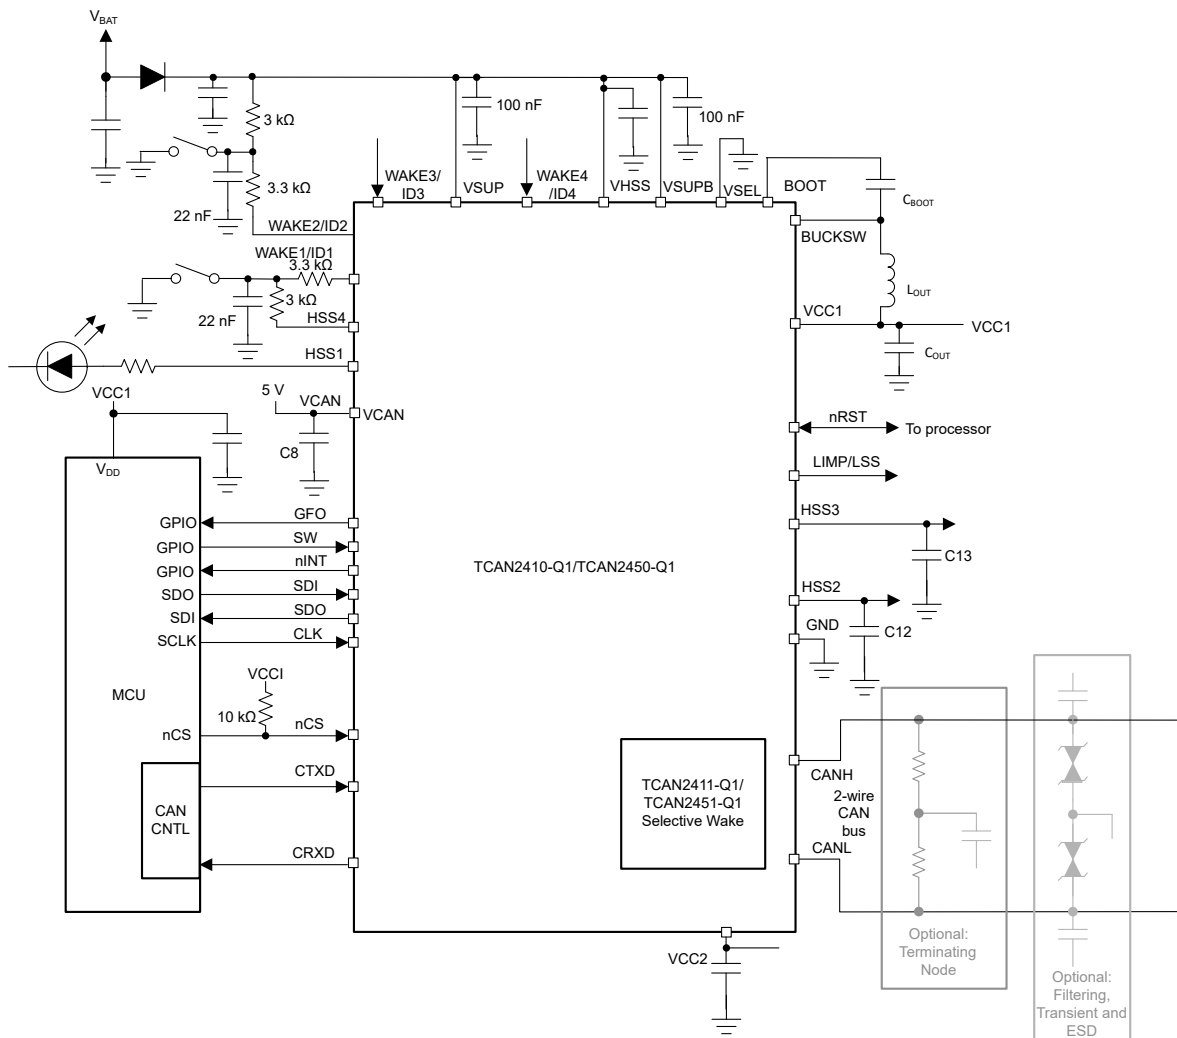 VBAT
100 nF
100 nF
3 kΩ
3.3 kΩ
22 nF
WAKE3/
ID3
VSUP
WAKE4
/ID4
VHSS
VSUPB
VSEL
BOOT
CBOOT
WAKE2/ID2
BUCKSW
WAKE1/ID1
3.3 kΩ
3 kΩ
22 nF
HSS4
LOUT
VCC1
VCC1
COUT
HSS1
VCC1
5 V
VCAN
VCAN
C8
nRST
To processor
LIMP/LSS
VDD
HSS3
C13
GPIO
GFO
GPIO
SW
GPIO
nINT
SDO
SDI
SDI
SDO
SCLK
CLK
TCAN2410-Q1/TCAN2450-Q1
HSS2
C12
GND
MCU
VCCI
10 kΩ
nCS
nCS
CTXD
CAN
CNTL
CRXD
TCAN2411-Q1/
TCAN2451-Q1
Selective Wake
CANH
2-wire
CAN
bus
CANL
VCC2
Optional:
Terminating
Node
Optional:
Filtering,
Transient and
ESD